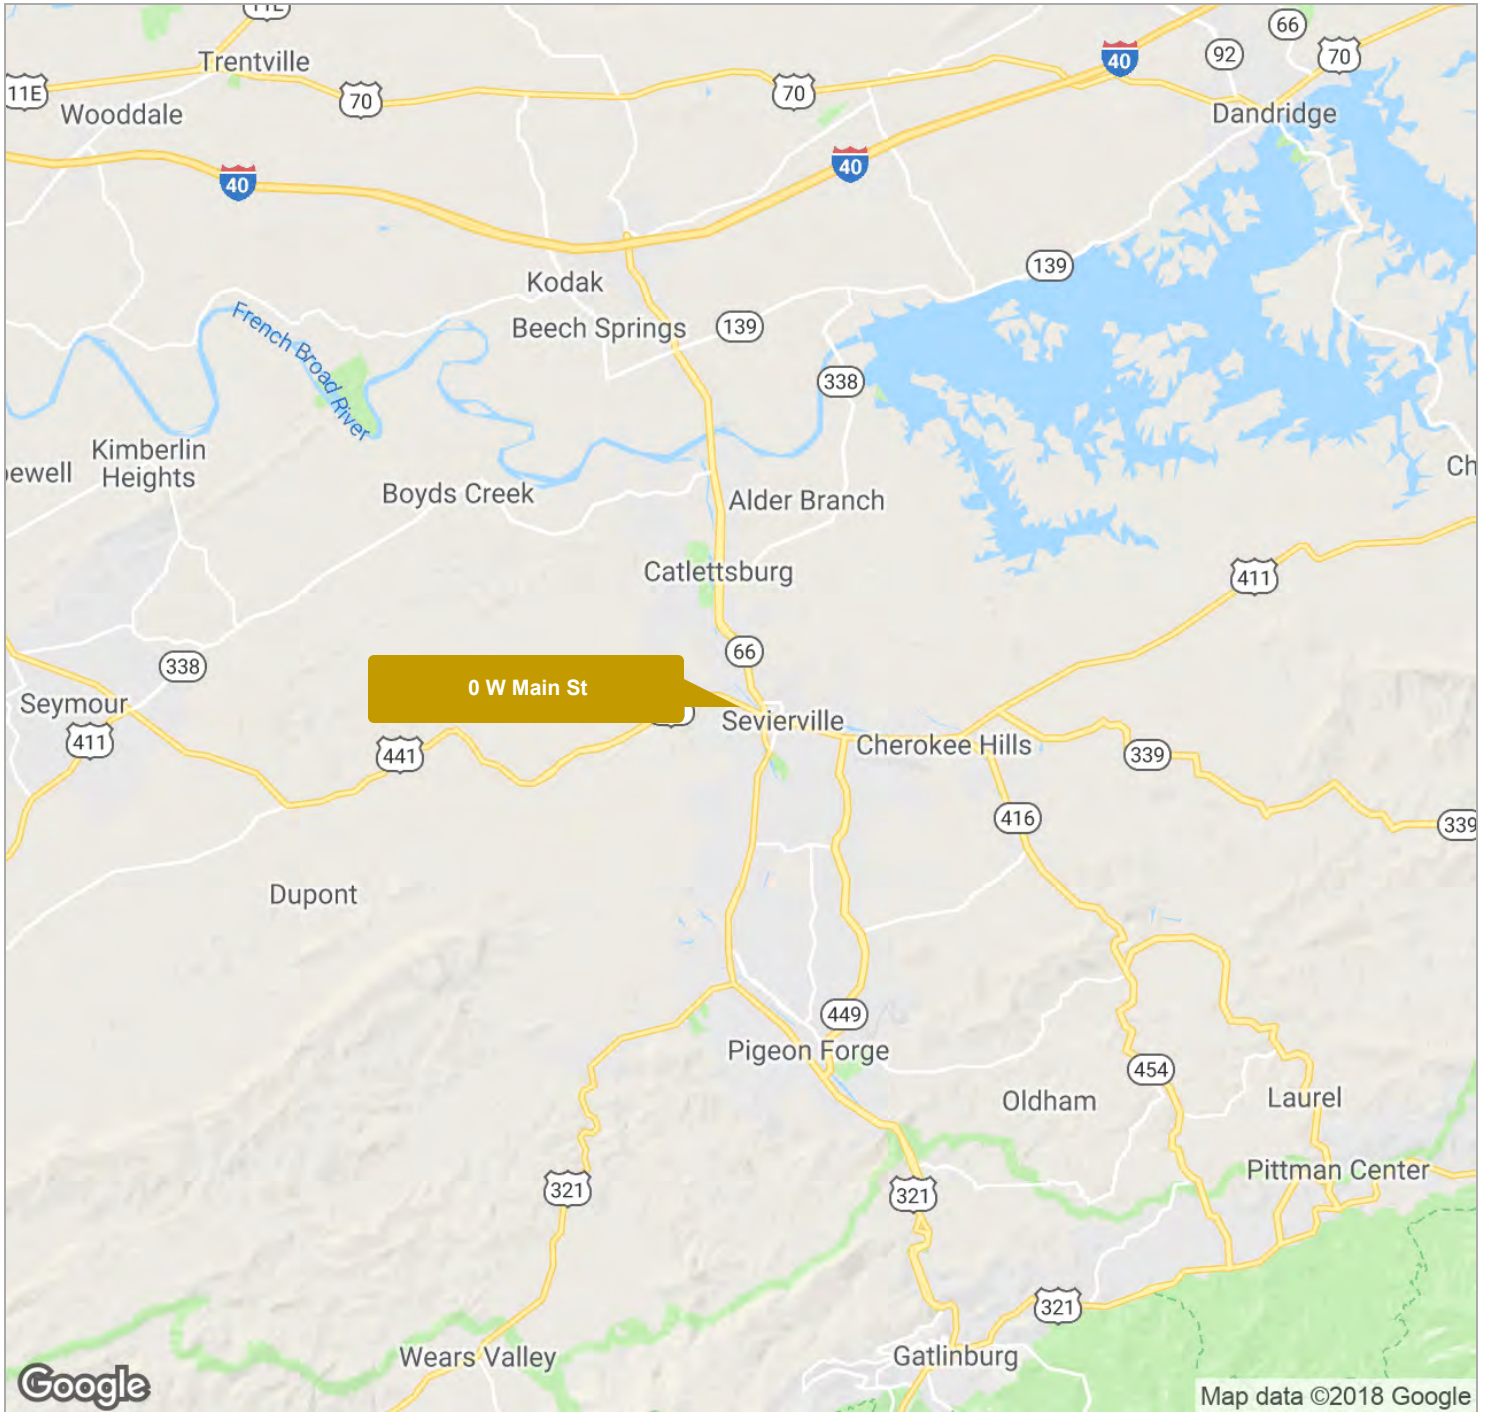 11E
66
Trentville
92
70
40
11E
70
70
Wooddale
Dandridge
40
40
139
Kodak
French Broad River
Beech Springs
139
338
Kimberlin
Heights
Ch
Boyds Creek
Alder Branch
Catlettsburg
411
66
338
0 W Main St
Seymour
Sevierville
411
441
Cherokee Hills
339
416
339
Dupont
449
Pigeon Forge
454
Oldham
Laurel
Pittman Center
321
321
321
Wears Valley
Gatlinburg
Google
Map data ©2018 Google